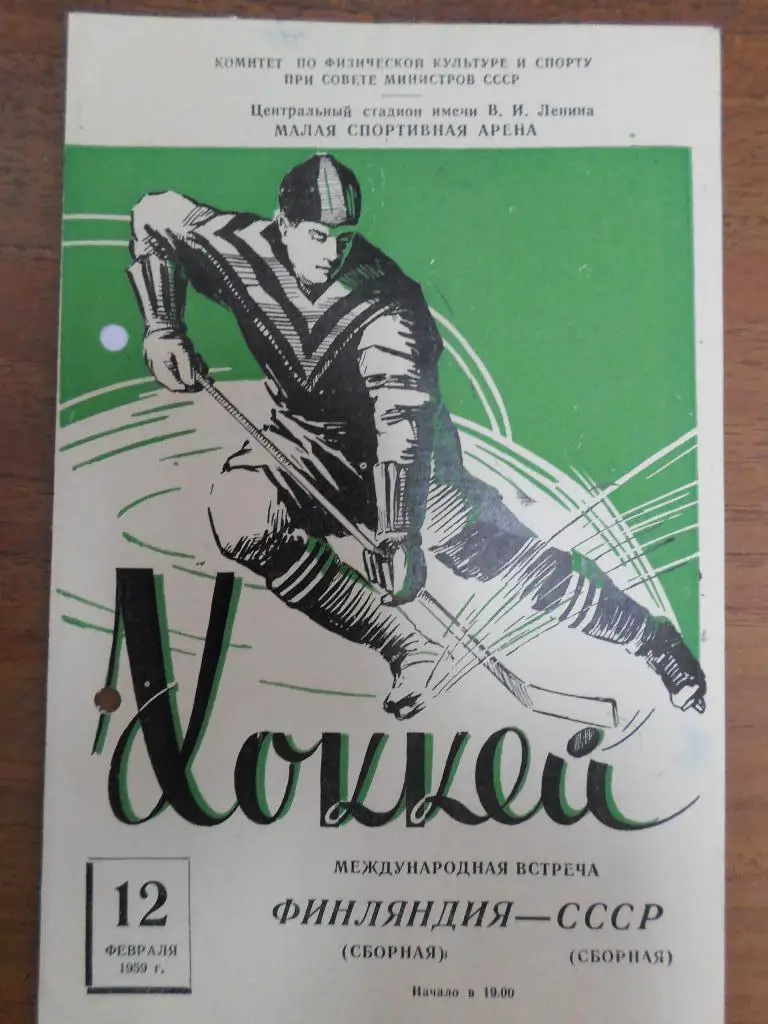 КОМИТЕТ ПО ФИЗИЧЕСКОЙ КУЛЬТУРЕ И СПОРТУ
ПРИ СОВЕТЕ МИНИСТРОВ СССР
Центральный стадион имени В. И. Ленина
МАЛАЯ СПОРТИВНАЯ АРЕНА
Хоккей
МЕЖДУНАРОДНАЯ ВСТРЕЧА
ФИНЛЯНДИЯ—СССР
(СБОРНАЯ) (СБОРНАЯ)
Начало в 19.00
12
ФЕВРАЛЯ
1959 г.